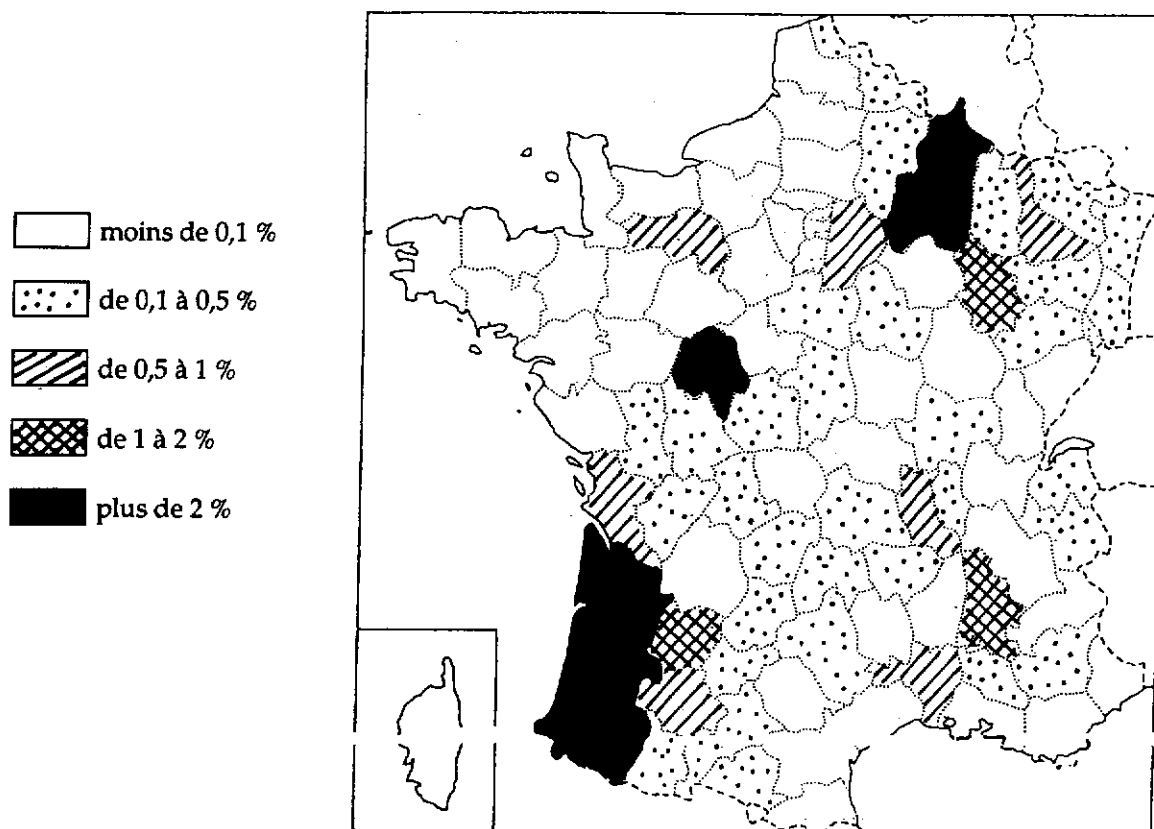 moins de 0,1 %
de 0,1 à 0,5 %
de 0,5 à 1 %
de 1 à 2 %
plus de 2 %